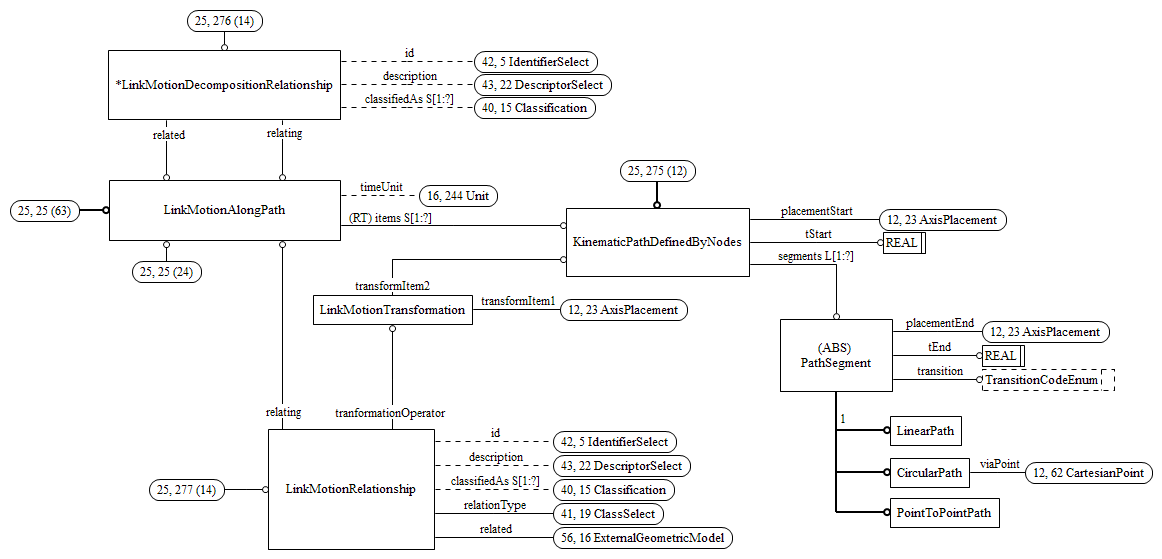 25, 276 (14)
*LinkMotionDecompositionRelationship
id
42, 5 IdentifierSelect
description
43, 22 DescriptorSelect
classifiedAs S[1:?]
40, 15 Classification
related
relating
25, 275 (12)
25, 25 (63)
LinkMotionAlongPath
timeUnit
16, 244 Unit
(RT) items S[1:?]
KinematicPathDefinedByNodes
placementStart
12, 23 AxisPlacement
tStart
REAL
segments L[1:?]
25, 25 (24)
transformItem2
LinkMotionTransformation
transformItem1
12, 23 AxisPlacement
(ABS)
PathSegment
placementEnd
12, 23 AxisPlacement
tEnd
REAL
transition
TransitionCodeEnum
relating
tranformationOperator
1
LinearPath
CircularPath
viaPoint
12, 62 CartesianPoint
PointToPointPath
25, 277 (14)
LinkMotionRelationship
id
42, 5 IdentifierSelect
description
43, 22 DescriptorSelect
classifiedAs S[1:?]
40, 15 Classification
relationType
41, 19 ClassSelect
related
56, 16 ExternalGeometricModel